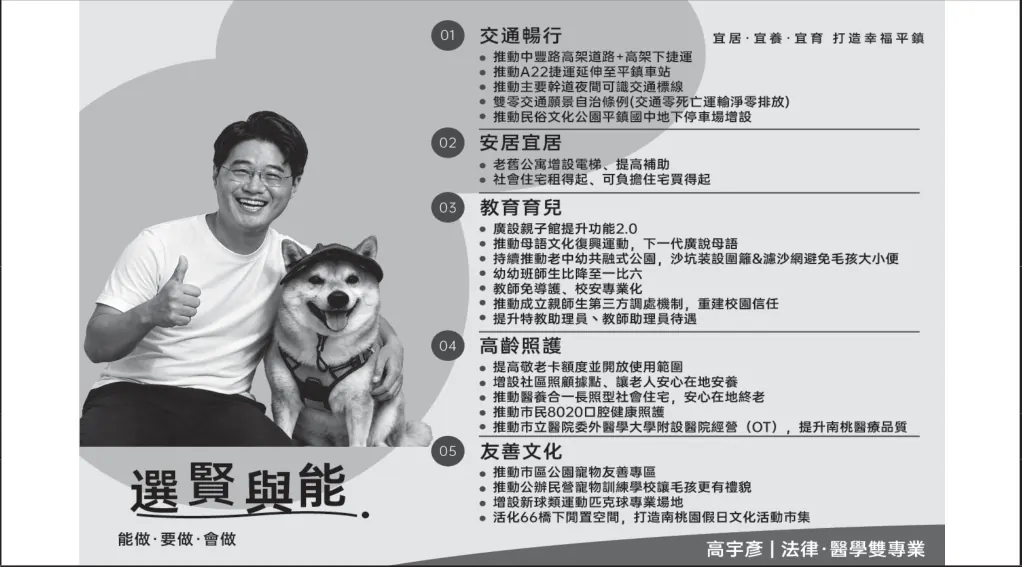 01 交通暢行
宜居·宜養·宜育 打造幸福平鎮
● 推動中豐路高架道路+高架下捷運
● 推動A22捷運延伸至平鎮車站
● 推動主要幹道夜間可識交通標線
● 雙零交通願景自治條例(交通零死亡運輸淨零排放)
● 推動民俗文化公園平鎮國中地下停車場增設
02 安居宜居
● 老舊公寓增設電梯、提高補助
● 社會住宅租得起、可負擔住宅買得起
03 教育育兒
● 廣設親子館提升功能2.0
● 推動母語文化復興運動，下一代廣說母語
● 持續推動老中幼共融式公園，沙坑裝設圍籬&濾沙網避免毛孩大小便
● 幼幼班師生比降至一比六
● 教師免導護、校安專業化
● 推動成立親師生第三方調處機制，重建校園信任
● 提升特教助理員、教師助理員待遇
04 高齡照護
● 提高敬老卡額度並開放使用範圍
● 增設社區照顧據點、讓老人安心在地安養
● 推動醫養合一長照型社會住宅，安心在地終老
● 推動市民8020口腔健康照護
● 推動市立醫院委外醫學大學附設醫院經營（OT），提升南桃醫療品質
05 友善文化
● 推動市區公園寵物友善專區
● 推動公辦民營寵物訓練學校讓毛孩更有禮貌
● 增設新球類運動匹克球專業場地
● 活化66橋下閒置空間，打造南桃園假日文化活動市集
選賢與能.
能做·要做·會做
高宇彥|法律·醫學雙專業